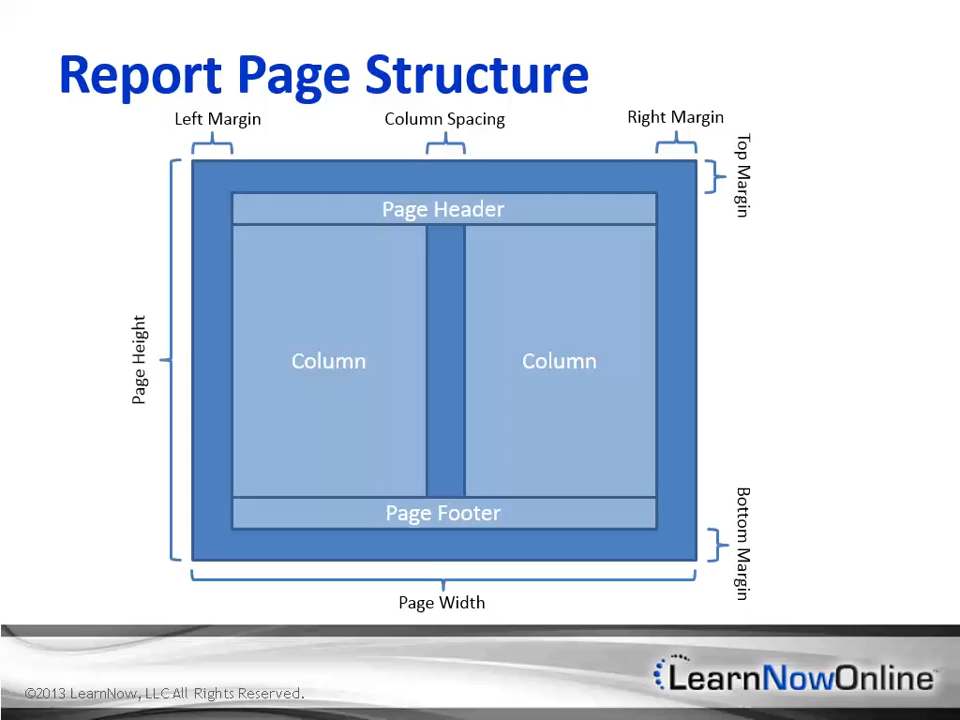 Report Page Structure
Left Margin
Column Spacing
Right Margin
Top Margin
Page Header
Page Height
Column
Column
Page Footer
Bottom Margin
Page Width
©2013 LearnNow, LLC All Rights Reserved.
LearnNowOnline